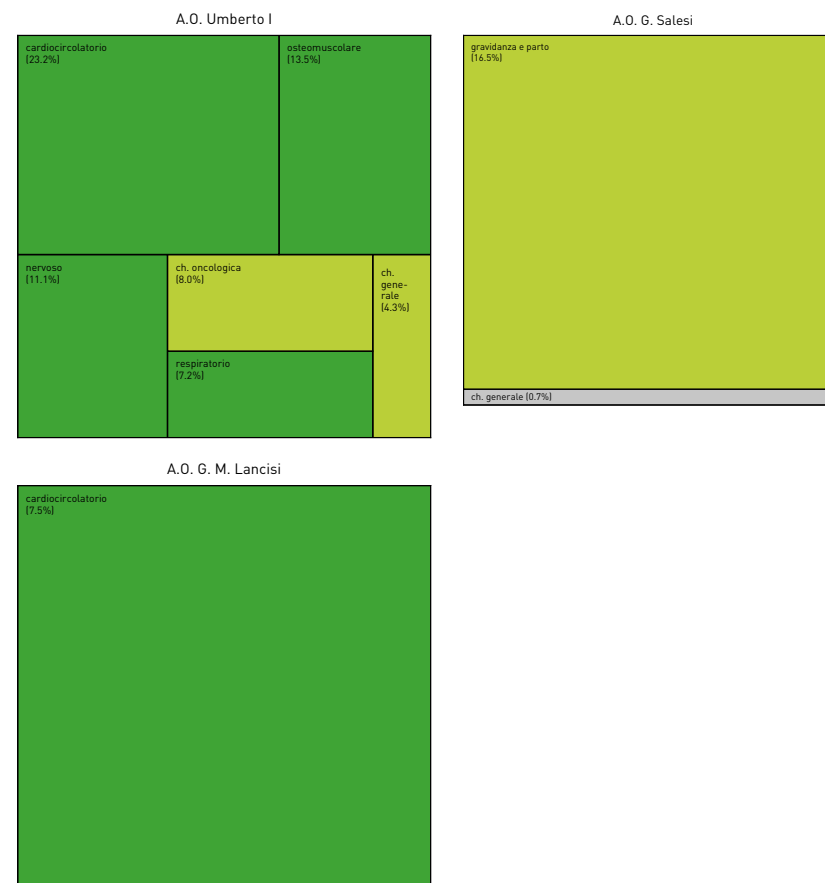 A.O. Umberto I
cardiocircolatorio
(23.2%)
osteomuscolare
(13.5%)
nervoso
(11.1%)
ch. oncologica
(8.0%)
ch.
gene-
rale
(4.3%)
respiratorio
(7.2%)
A.O. G. Salesi
gravidanza e parto
(16.5%)
ch. generale (0.7%)
A.O. G. M. Lancisi
cardiocircolatorio
(7.5%)